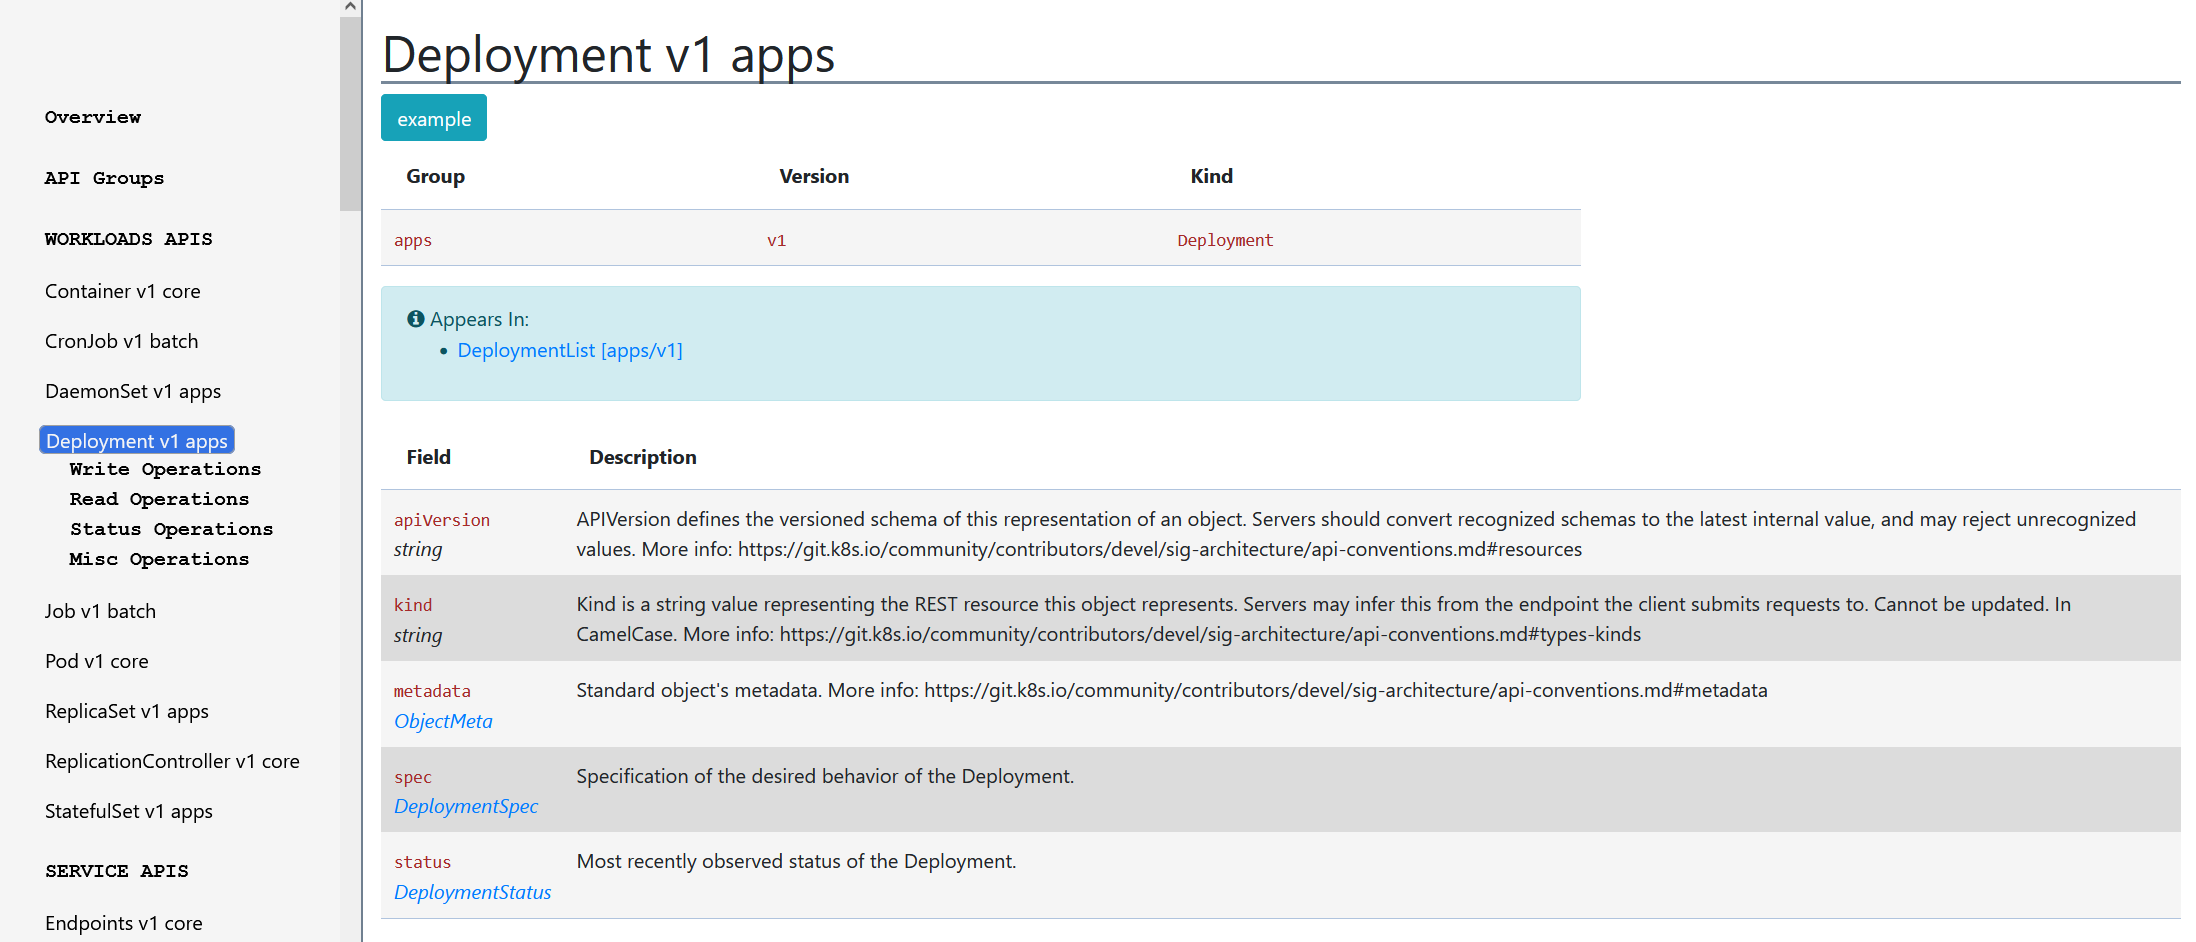 Overview
API Groups
WORKLOADS APIS
Container v1 core
CronJob v1 batch
DaemonSet v1 apps
Deployment v1 apps
Write Operations
Read Operations
Status Operations
Misc Operations
Job v1 batch
Pod v1 core
ReplicaSet v1 apps
ReplicationController v1 core
StatefulSet v1 apps
SERVICE APIS
Endpoints v1 core
Deployment v1 apps
example
Group Version Kind
apps v1 Deployment
Appears In:
• DeploymentList [apps/v1]
Field Description
apiVersion APIVersion defines the versioned schema of this representation of an object. Servers should convert recognized schemas to the latest internal value, and may reject unrecognized
string values. More info: https://git.k8s.io/community/contributors/devel/sig-architecture/api-conventions.md#resources
kind Kind is a string value representing the REST resource this object represents. Servers may infer this from the endpoint the client submits requests to. Cannot be updated. In
string CamelCase. More info: https://git.k8s.io/community/contributors/devel/sig-architecture/api-conventions.md#types-kinds
metadata Standard object's metadata. More info: https://git.k8s.io/community/contributors/devel/sig-architecture/api-conventions.md#metadata
ObjectMeta
spec Specification of the desired behavior of the Deployment.
DeploymentSpec
status Most recently observed status of the Deployment.
DeploymentStatus